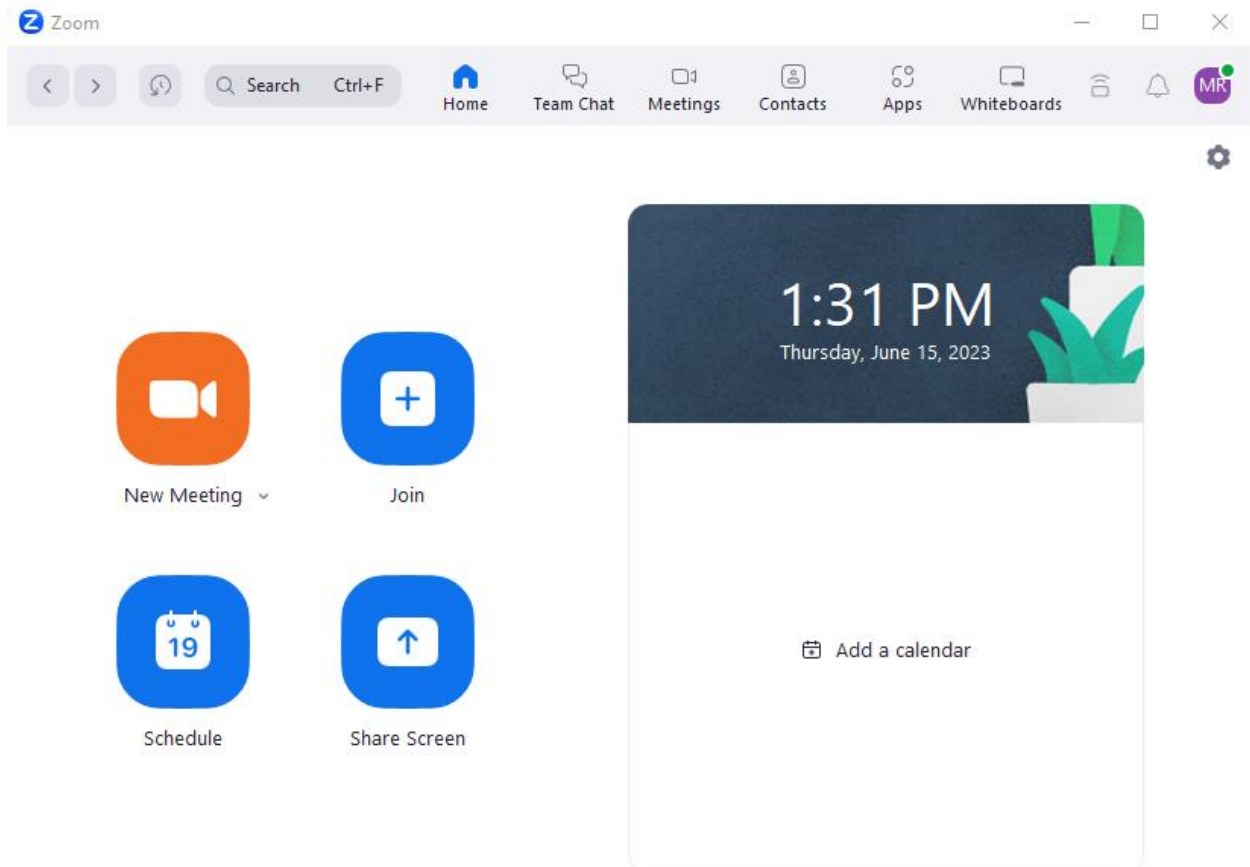 Zoom
Search Ctrl+F
Home Team Chat Meetings Contacts Apps Whiteboards
MR
1:31 PM
Thursday, June 15, 2023
New Meeting Join
19
Schedule Share Screen
Add a calendar